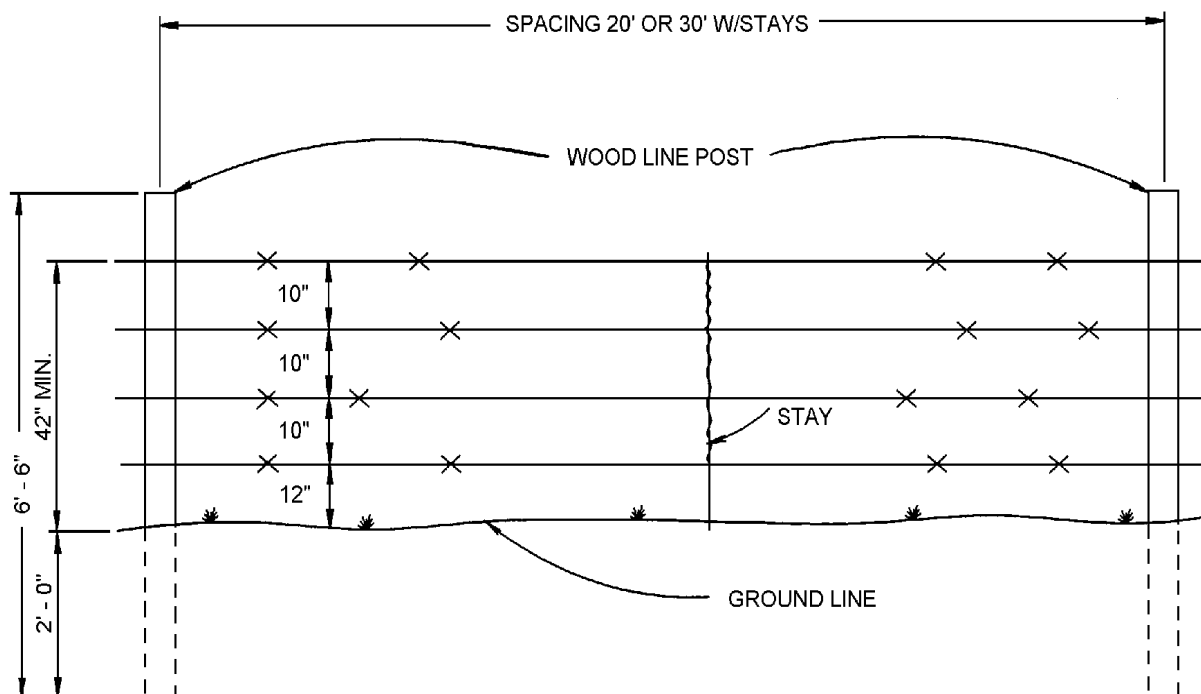 SPACING 20' OR 30' W/STAYS
WOOD LINE POST
10"
10"
10"
12"
42" MIN.
6' - 6"
2' - 0"
STAY
GROUND LINE